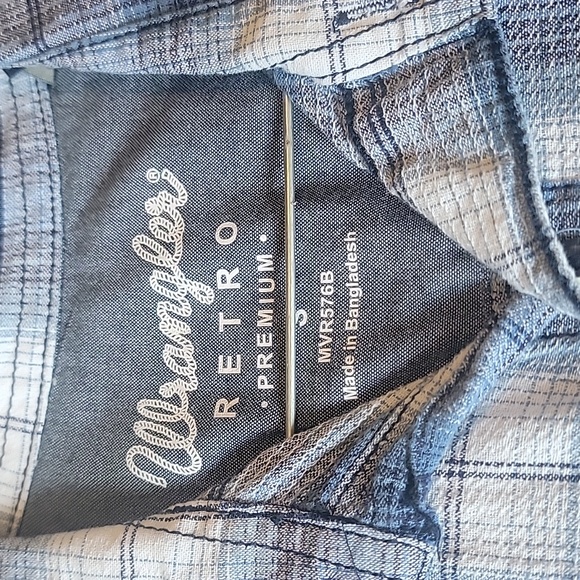 Wrangler®
RETRO
• PREMIUM •
MVR576B
Made in Bangladesh